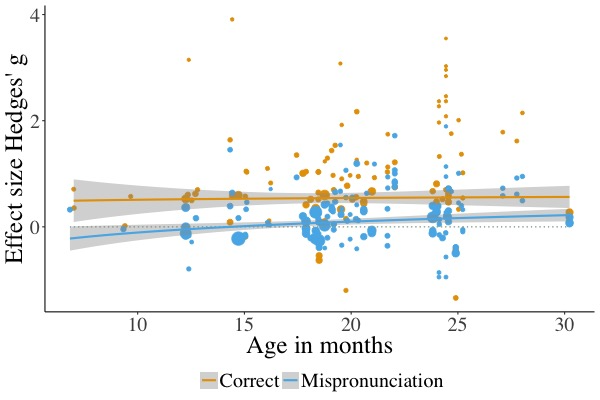 Effect size Hedges' g
4
2
0
10 15 20 25 30
Age in months
Correct Mispronunciation